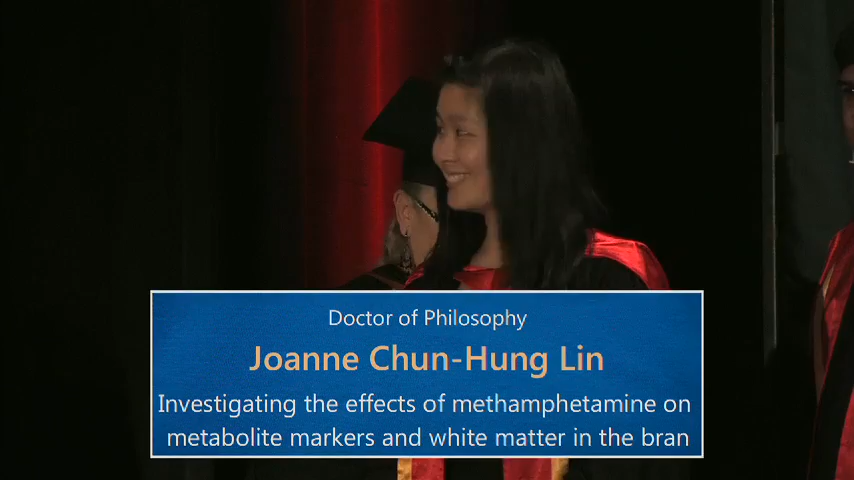 Doctor of Philosophy
Joanne Chun-Hung Lin
Investigating the effects of methamphetamine on
metabolite markers and white matter in the bran